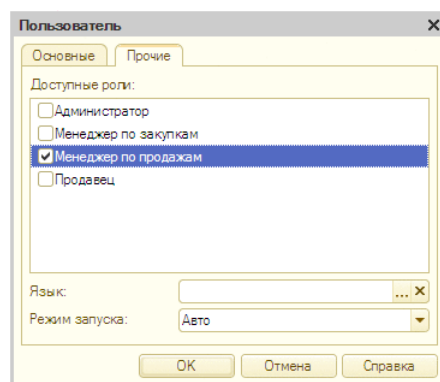 Пользователь
Основные Прочие
Доступные роли:
Администратор
Менеджер по закупкам
Менеджер по продажам
Продавец
Язык: ...
Режим запуска: Авто
OK Отмена Справка